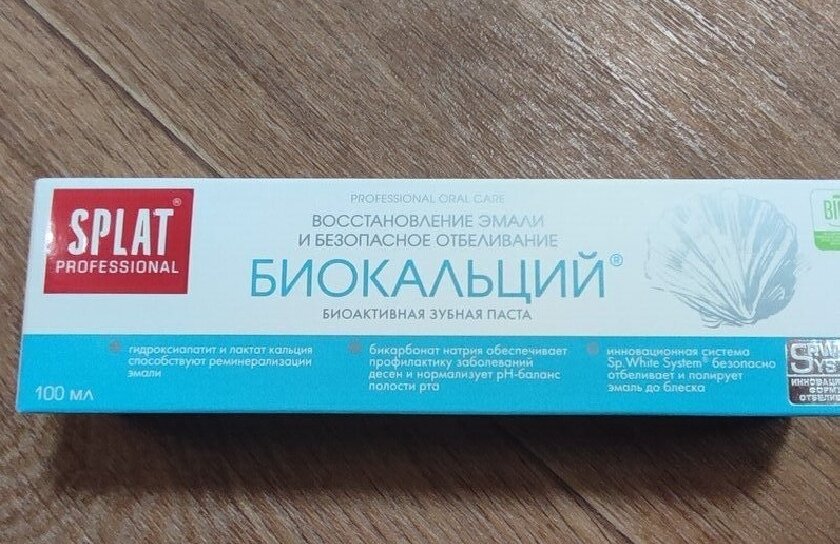 SPLAT®
PROFESSIONAL
PROFESSIONAL ORAL CARE
ВОССТАНОВЛЕНИЕ ЭМАЛИ
И БЕЗОПАСНОЕ ОТБЕЛИВАНИЕ
БИОКАЛЬЦИЙ®
БИОАКТИВНАЯ ЗУБНАЯ ПАСТА
гидроксиапатит и лактат кальция
способствуют реминерализации
эмали
бикарбонат натрия обеспечивает
профилактику заболеваний
десен и нормализует pH-баланс
полости рта
инновационная система
Sp.White System® безопасно
отбеливает и полирует
эмаль до блеска
100 мл